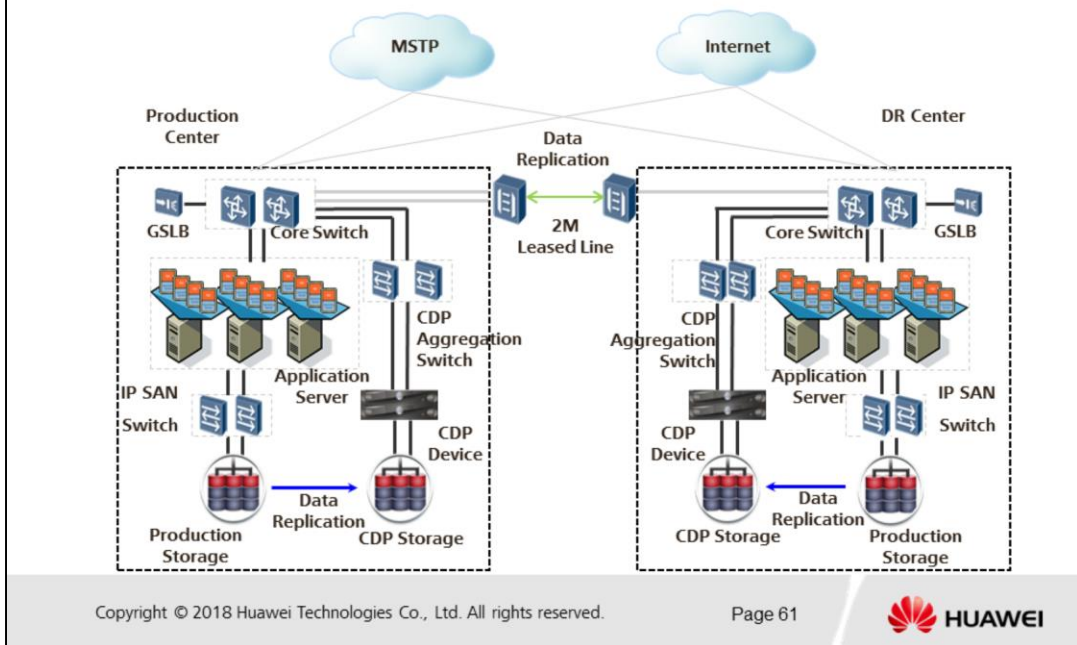 MSTP
Internet
Production
Center
DR Center
Data
Replication
GSLB
Core Switch
2M
Leased Line
Core Switch
GSLB
CDP
Aggregation
Switch
CDP
Aggregation
Switch
IP SAN
Switch
Application
Server
Application
Server
IP SAN
Switch
CDP
Device
CDP
Device
Data
Replication
Production
Storage
CDP Storage
CDP Storage
Data
Replication
Production
Storage
Copyright © 2018 Huawei Technologies Co., Ltd. All rights reserved.
Page 61
HUAWEI